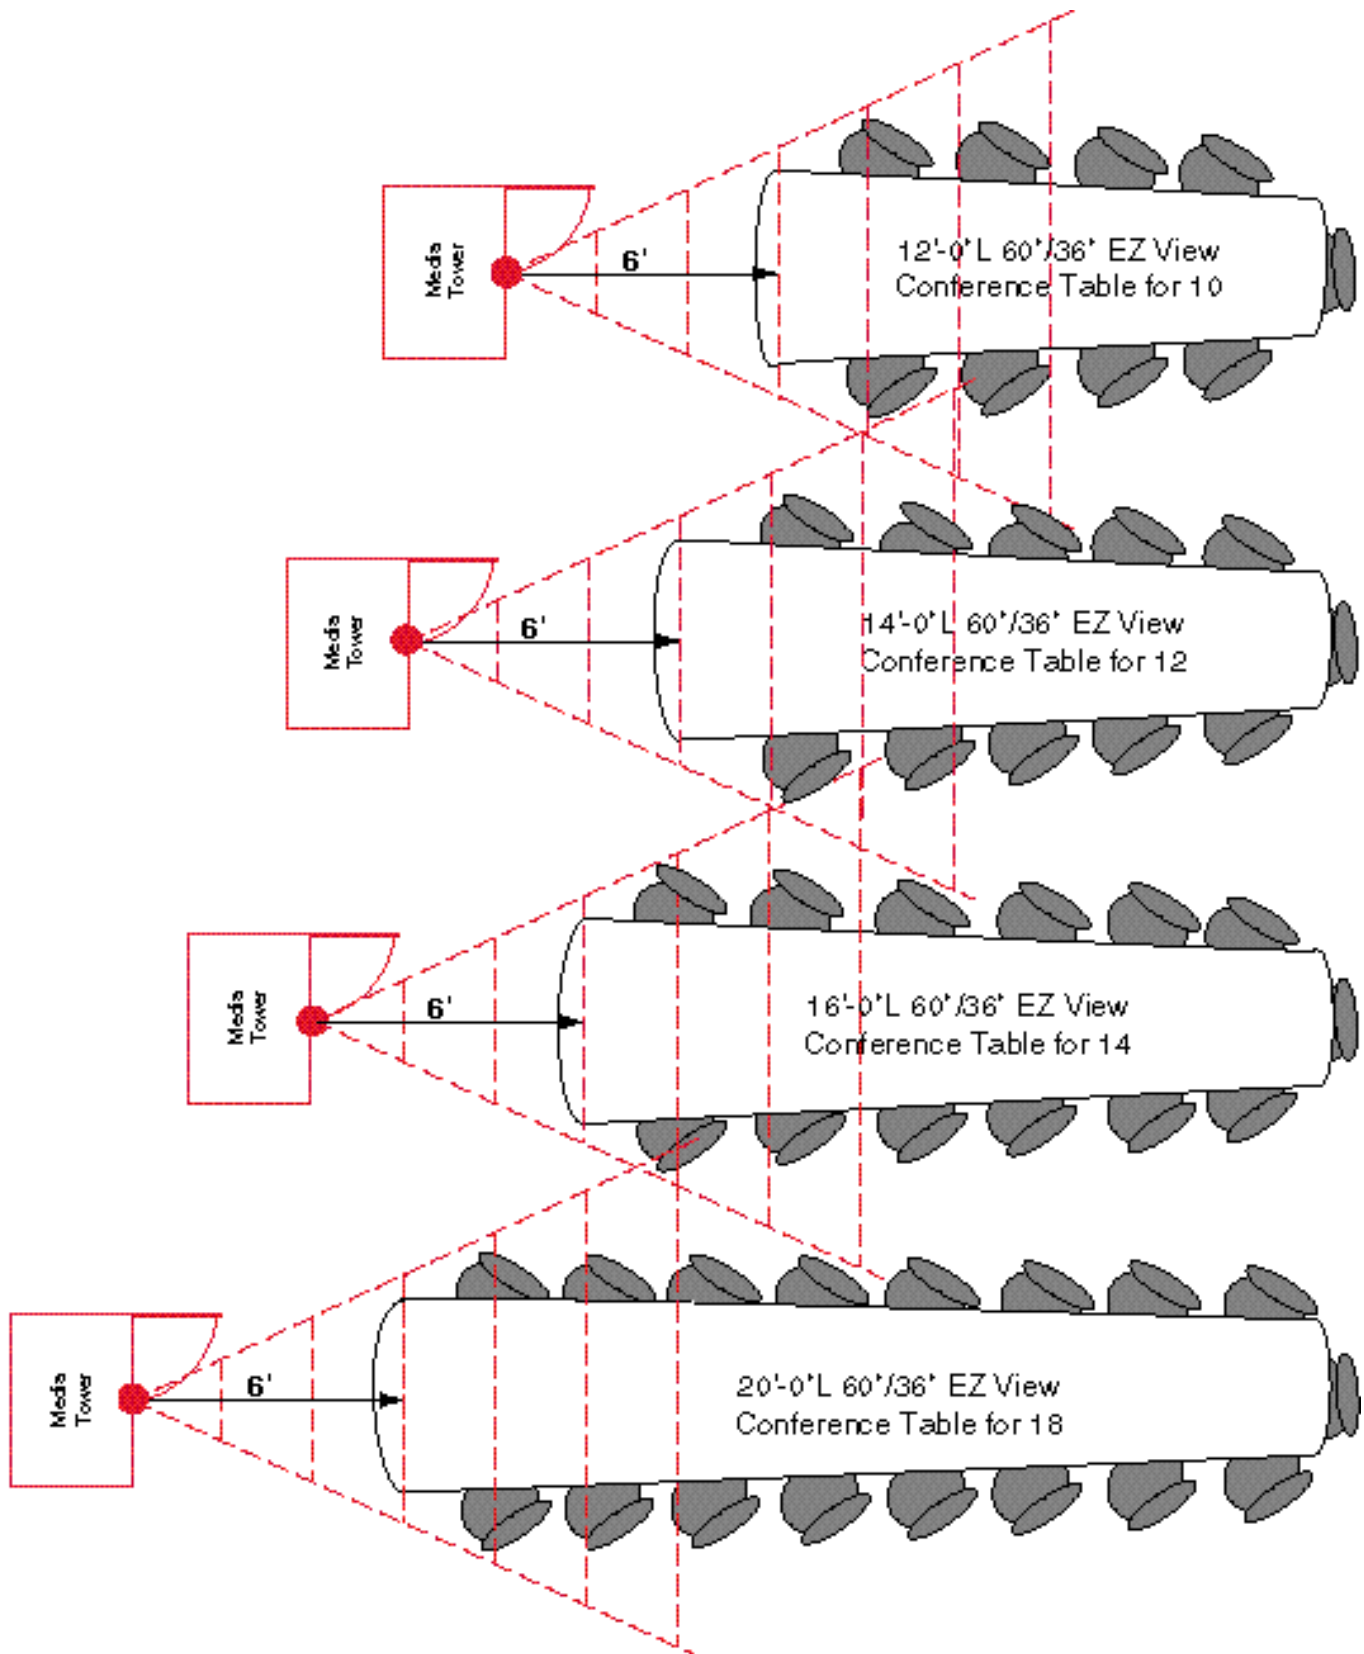 Media
Tower
6'
12'-0"L 60"/36" EZ View
Conference Table for 10
Media
Tower
6'
14'-0"L 60"/36" EZ View
Conference Table for 12
Media
Tower
6'
16'-0"L 60"/36" EZ View
Conference Table for 14
Media
Tower
6'
20'-0"L 60"/36" EZ View
Conference Table for 18